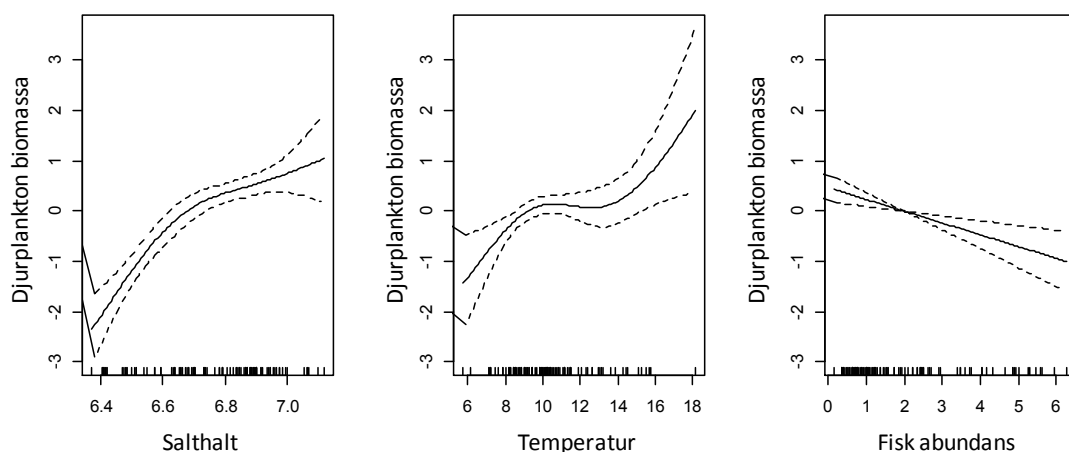 Djurplankton biomassa
3
2
1
0
-1
-2
-3
6.4 6.6 6.8 7.0
Salthalt
Djurplankton biomassa
3
2
1
0
-1
-2
-3
6 8 10 12 14 16 18
Temperatur
Djurplankton biomassa
3
2
1
0
-1
-2
-3
0 1 2 3 4 5 6
Fisk abundans